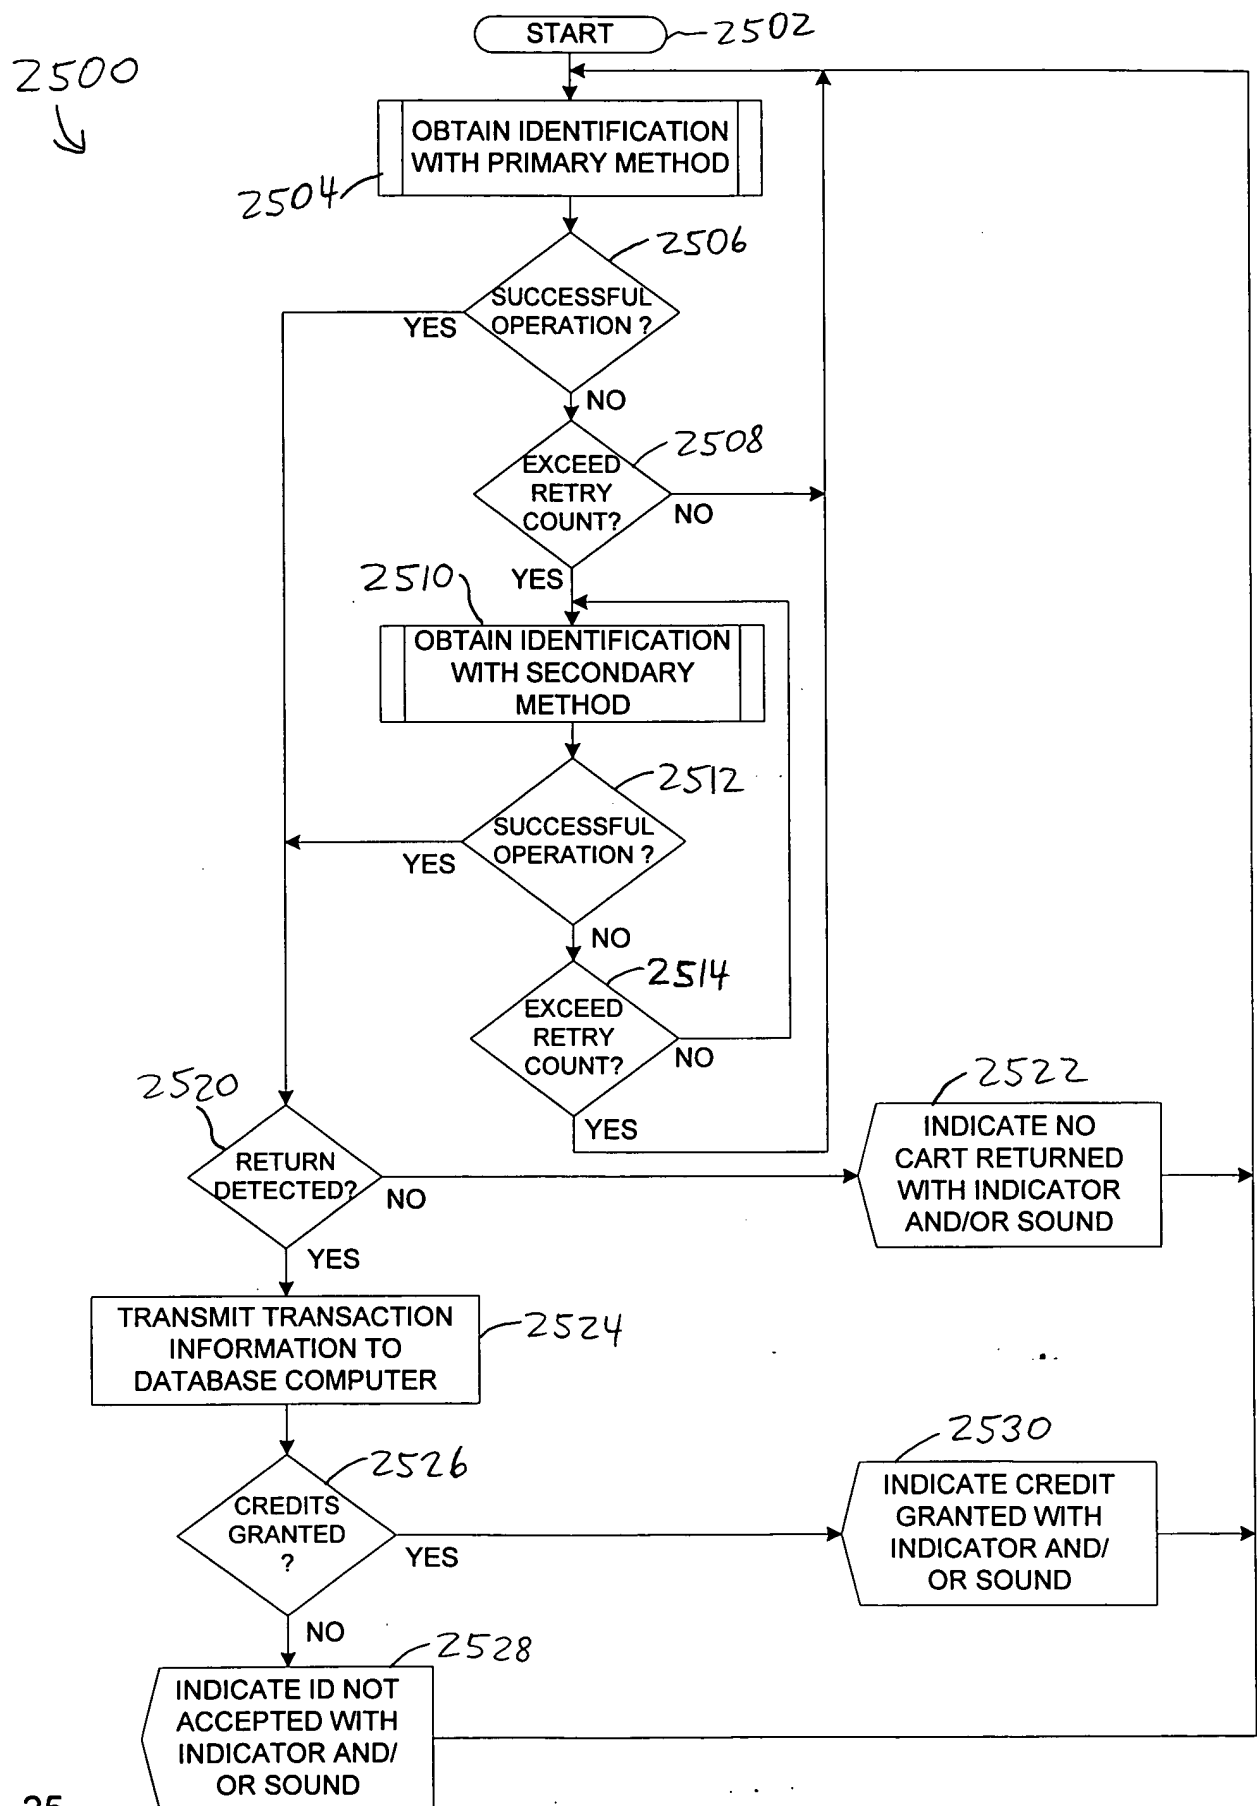 START
2502
2500
OBTAIN IDENTIFICATION
WITH PRIMARY METHOD
2504
2506
SUCCESSFUL
OPERATION ?
YES
NO
2508
EXCEED
RETRY
COUNT?
NO
YES
2510
OBTAIN IDENTIFICATION
WITH SECONDARY
METHOD
2512
SUCCESSFUL
OPERATION ?
YES
NO
2514
EXCEED
RETRY
COUNT?
NO
YES
2520
RETURN
DETECTED?
NO
YES
2522
INDICATE NO
CART RETURNED
WITH INDICATOR
AND/OR SOUND
TRANSMIT TRANSACTION
INFORMATION TO
DATABASE COMPUTER
2524
2526
CREDITS
GRANTED
?
YES
NO
2530
INDICATE CREDIT
GRANTED WITH
INDICATOR AND/
OR SOUND
2528
INDICATE ID NOT
ACCEPTED WITH
INDICATOR AND/
OR SOUND